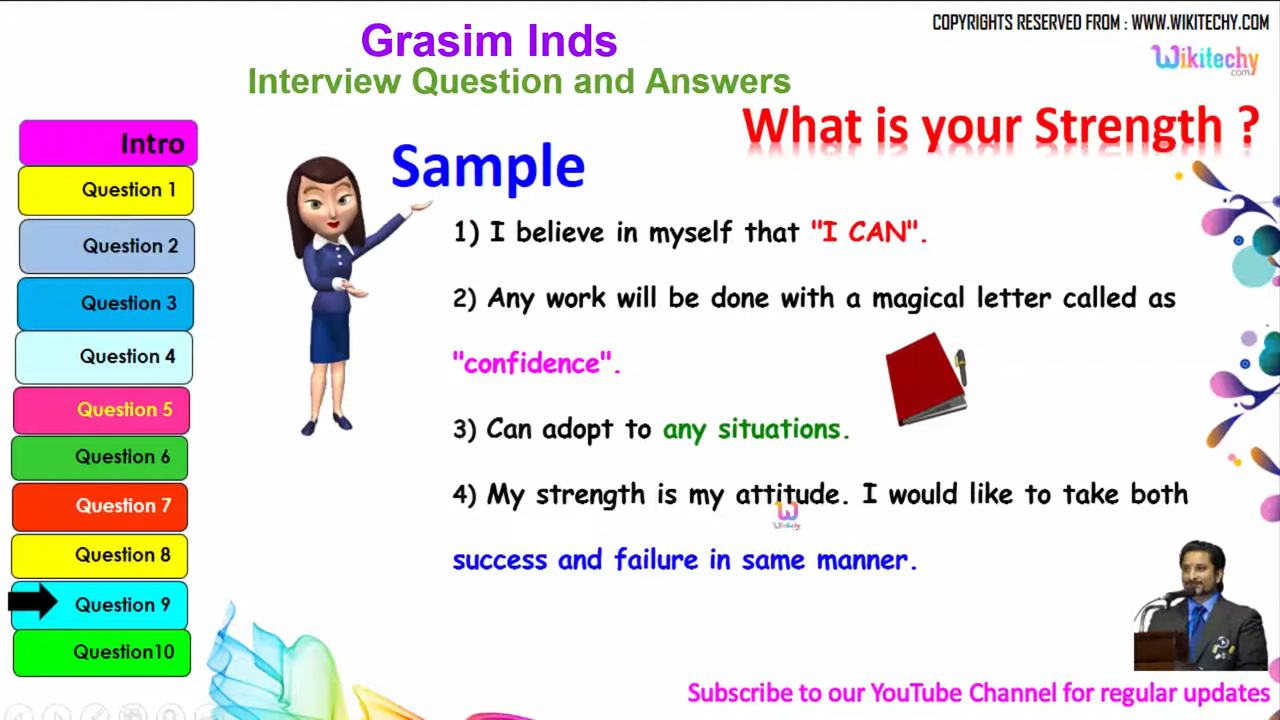 COPYRIGHTS RESERVED FROM : WWW.WIKITECHY.COM
Grasim Inds
Interview Question and Answers
Wikitechy
.com
What is your Strength ?
Sample
Intro
Question 1
Question 2
Question 3
Question 4
Question 5
Question 6
Question 7
Question 8
Question 9
Question10
1) I believe in myself that "I CAN".
2) Any work will be done with a magical letter called as
"confidence".
3) Can adopt to any situations.
4) My strength is my attitude. I would like to take both
W
Wikitechy
success and failure in same manner.
Subscribe to our YouTube Channel for regular updates